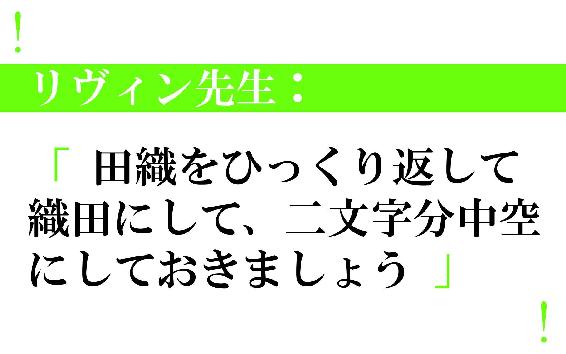 !
リヴィン先生：
「田織をひっくり返して
織田にして、二文字分中空
にしておきましょう」
!